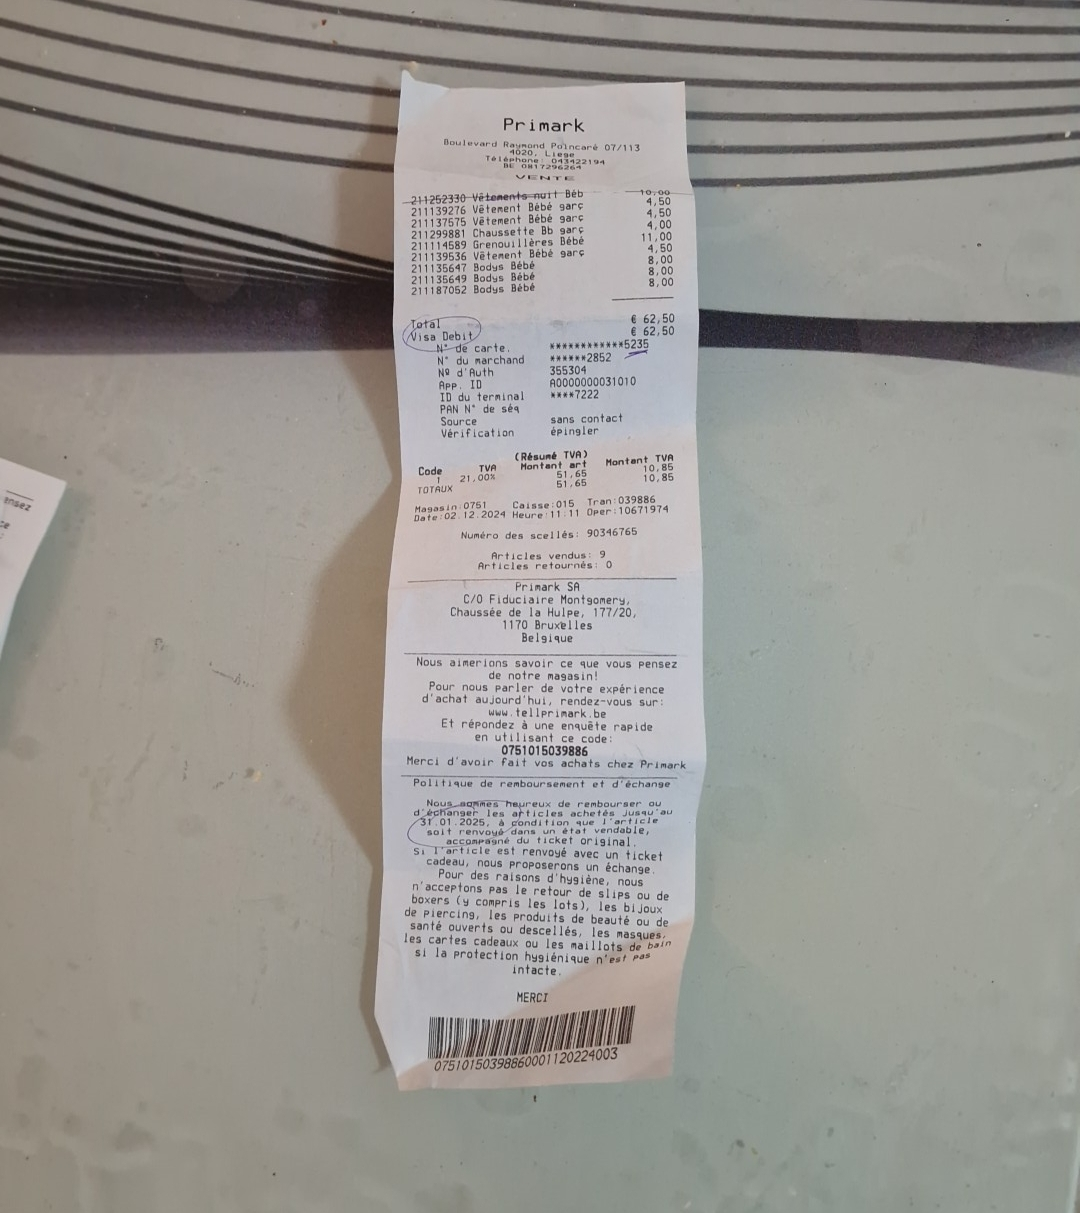 Primark
Boulevard Raymond Poincaré 07/113
4020, Liege
Téléphone: 043422194
BE 0817296264
VENTE
211252330 Vêtements nuit Béb 10,00
211139276 Vêtement Bébé garç 4,50
211137575 Vêtement Bébé garç 4,50
211299881 Chaussette Bb garç 4,00
211114589 Grenouillères Bébé 11,00
211139536 Vêtement Bébé garç 4,50
211135647 Bodys Bébé 8,00
211135649 Bodys Bébé 8,00
211187052 Bodys Bébé 8,00
Total € 62,50
Visa Debit € 62,50
N° de carte. ************5235
N° du marchand ******2852
Nº d'Auth 355304
App. ID A0000000031010
ID du terminal ****7222
PAN N° de séq
Source sans contact
Vérification épingler
(Résumé TVA)
Code TVA Montant art Montant TVA
1 21,00% 51,65 10,85
TOTAUX 51,65 10,85
Magasin:0751 Caisse:015 Tran:039886
Date:02.12.2024 Heure:11:11 Oper:10671974
Numéro des scellés: 90346765
Articles vendus: 9
Articles retournés: 0
Primark SA
C/O Fiduciaire Montgomery,
Chaussée de la Hulpe, 177/20,
1170 Bruxelles
Belgique
Nous aimerions savoir ce que vous pensez
de notre magasin!
Pour nous parler de votre expérience
d'achat aujourd'hui, rendez-vous sur:
www.tellprimark.be
Et répondez à une enquête rapide
en utilisant ce code:
0751015039886
Merci d'avoir fait vos achats chez Primark
Politique de remboursement et d'échange
Nous sommes heureux de rembourser ou
d'échanger les articles achetés jusqu'au
31.01.2025, à condition que l'article
soit renvoyé dans un état vendable,
accompagné du ticket original.
Si l'article est renvoyé avec un ticket
cadeau, nous proposerons un échange.
Pour des raisons d'hygiène, nous
n'acceptons pas le retour de slips ou de
boxers (y compris les lots), les bijoux
de piercing, les produits de beauté ou de
santé ouverts ou descellés, les masques,
les cartes cadeaux ou les maillots de bain
si la protection hygiénique n'est pas
intacte.
MERCI
07510150398860001120224003